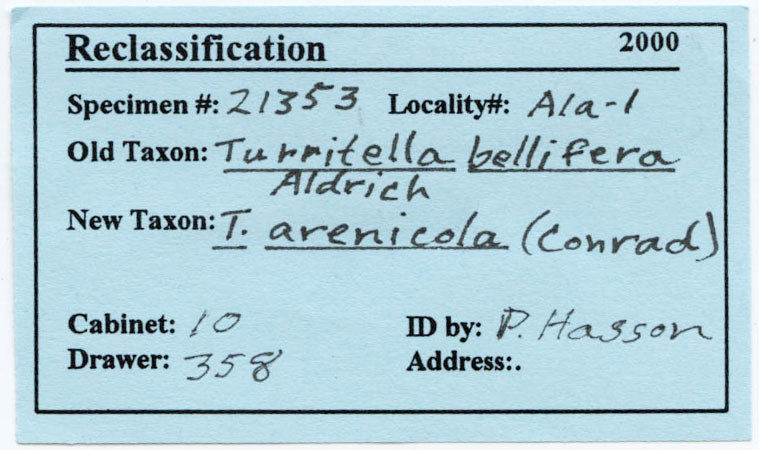 Reclassification 2000
Specimen #: 21353 Locality#: Ala-1
Old Taxon: Turritella bellifera
Aldrich
New Taxon: T. arenicola (Conrad)
Cabinet: 10 ID by: P. Hasson
Drawer: 358 Address:.